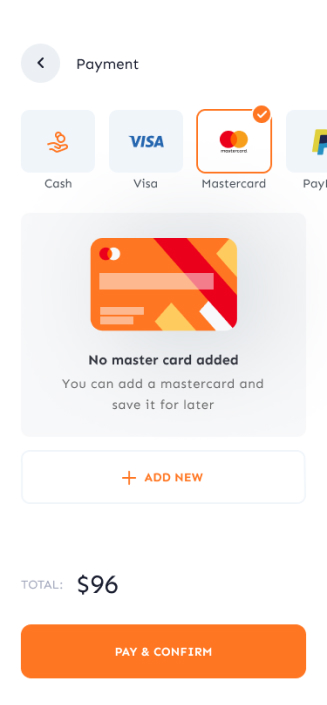 Payment
VISA
mastercard
Cash
Visa
Mastercard
No master card added
You can add a mastercard and
save it for later
ADD NEW
TOTAL: $96
PAY & CONFIRM